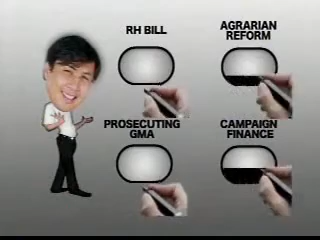 RH BILL
AGRARIAN
REFORM
PROSECUTING
GMA
CAMPAIGN
FINANCE